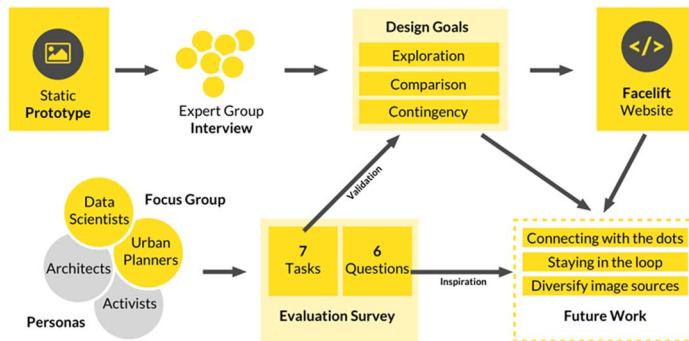 Static
Prototype
Expert Group
Interview
Design Goals
Exploration
Comparison
Contingency
</>
Facelift
Website
Focus Group
Data
Scientists
Urban
Planners
Architects
Activists
Personas
Validation
7
Tasks
6
Questions
Evaluation Survey
Inspiration
Connecting with the dots
Staying in the loop
Diversify image sources
Future Work